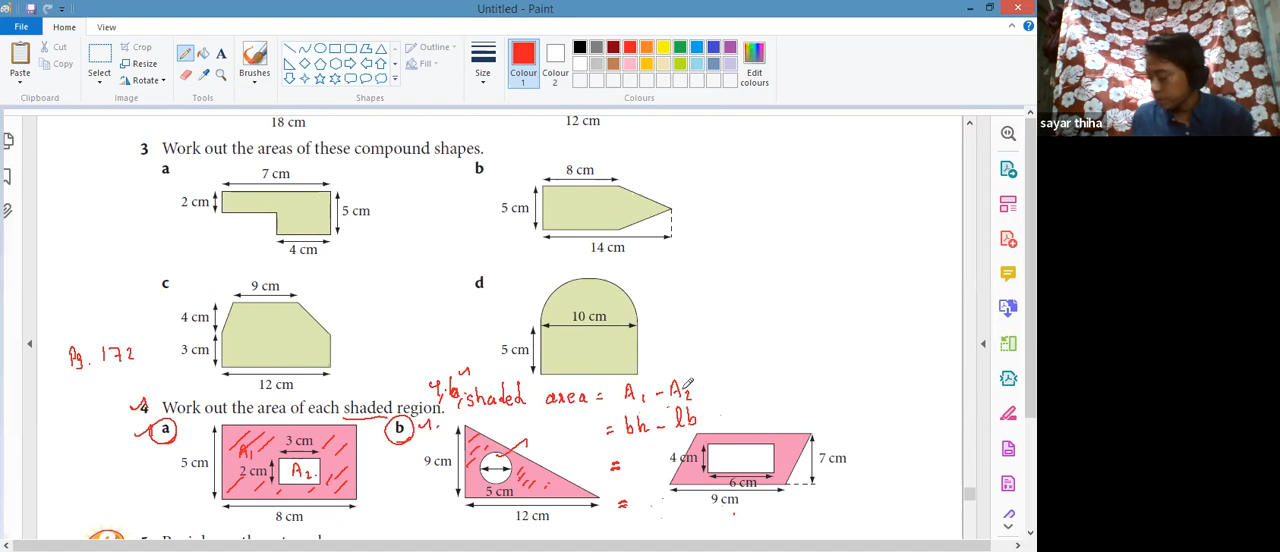 Untitled - Paint
File Home View
Paste Cut Copy Clipboard
Select Crop Resize Rotate Image
Tools
Brushes
Outline Fill Shapes
Size
Colour 1 Colour 2 Edit colours Colours
sayar thiha
18 cm 12 cm
3 Work out the areas of these compound shapes.
a 7 cm 2 cm 5 cm 4 cm
b 8 cm 5 cm 14 cm
c 9 cm 4 cm 3 cm 12 cm
d 10 cm 5 cm
Pg. 172
shaded area = A1 - A2
4 Work out the area of each shaded region.
= bh - lb
a 3 cm 5 cm 2 cm 8 cm A1 A2
b 9 cm 5 cm 12 cm
=
=
4 cm 6 cm 7 cm 9 cm